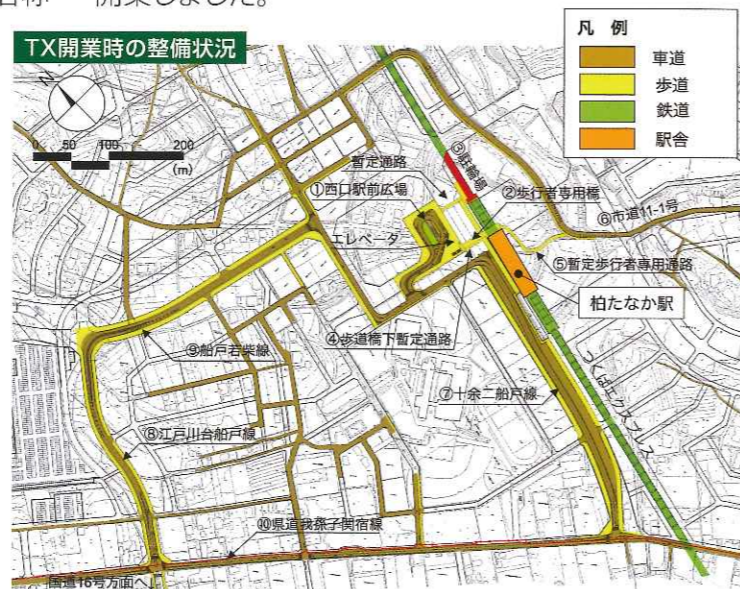 開業しました。
TX開業時の整備状況
凡 例
車道
歩道
鉄道
駅舎
N
0 50 100 200
(m)
暫定通路
③駐輪場
①西口駅前広場
②歩行者専用橋
⑥市道11-1号
エレベータ
⑤暫定歩行者専用通路
柏たなか駅
④歩道橋下暫定通路
⑨船戸若柴線
つくばエクスプレス
⑦十余二船戸線
⑧江戸川台船戸線
⑩県道我孫子関宿線
国道16号方面へ